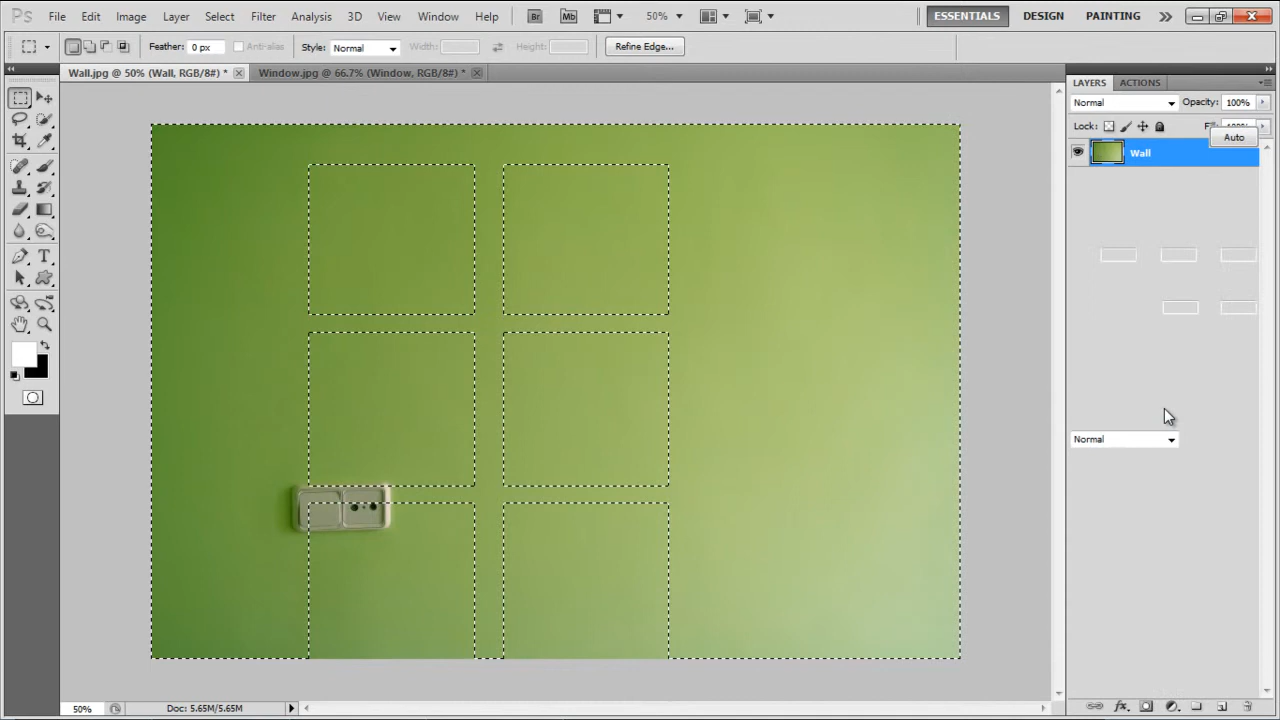 Ps File Edit Image Layer Select Filter Analysis 3D View Window Help Br Mb 50% ESSENTIALS DESIGN PAINTING
Feather: 0 px Anti-alias Style: Normal Width: Height: Refine Edge...
Wall.jpg @ 50% (Wall, RGB/8#) * Window.jpg @ 66.7% (Window, RGB/8#) *
LAYERS ACTIONS
Normal Opacity: 100%
Lock:
Auto
Wall
Normal
50% Doc: 5.65M/5.65M